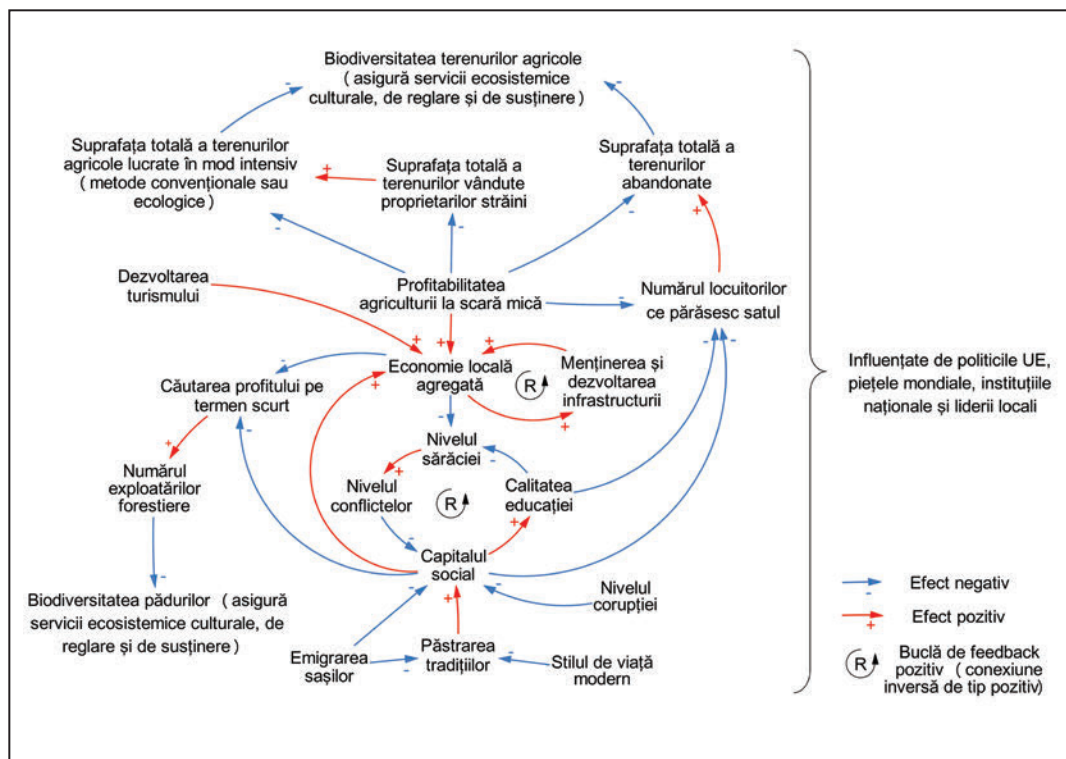 Biodiversitatea terenurilor agricole
( asigură servicii ecosistemice
culturale, de reglare și de susținere )
Suprafața totală a terenurilor
agricole lucrate în mod intensiv
( metode convenționale sau
ecologice )
Suprafața totală a
terenurilor vândute
proprietarilor străini
Suprafața totală a
terenurilor
abandonate
Dezvoltarea
turismului
Profitabilitatea
agriculturii la scară mică
Numărul locuitorilor
ce părăsesc satul
Căutarea profitului pe
termen scurt
Economie locală
agregată
R
Menținerea și
dezvoltarea
infrastructurii
Numărul
exploatărilor
forestiere
Nivelul
sărăciei
Nivelul
conflictelor
R
Calitatea
educației
Capitalul
social
Biodiversitatea pădurilor ( asigură
servicii ecosistemice culturale, de
reglare și de susținere )
Nivelul
corupției
Emigrarea
sașilor
Păstrarea
tradițiilor
Stilul de viață
modern
Influențate de politicile UE,
piețele mondiale, instituțiile
naționale și liderii locali
- Efect negativ
+ Efect pozitiv
R Buclă de feedback
pozitiv ( conexiune
inversă de tip pozitiv)